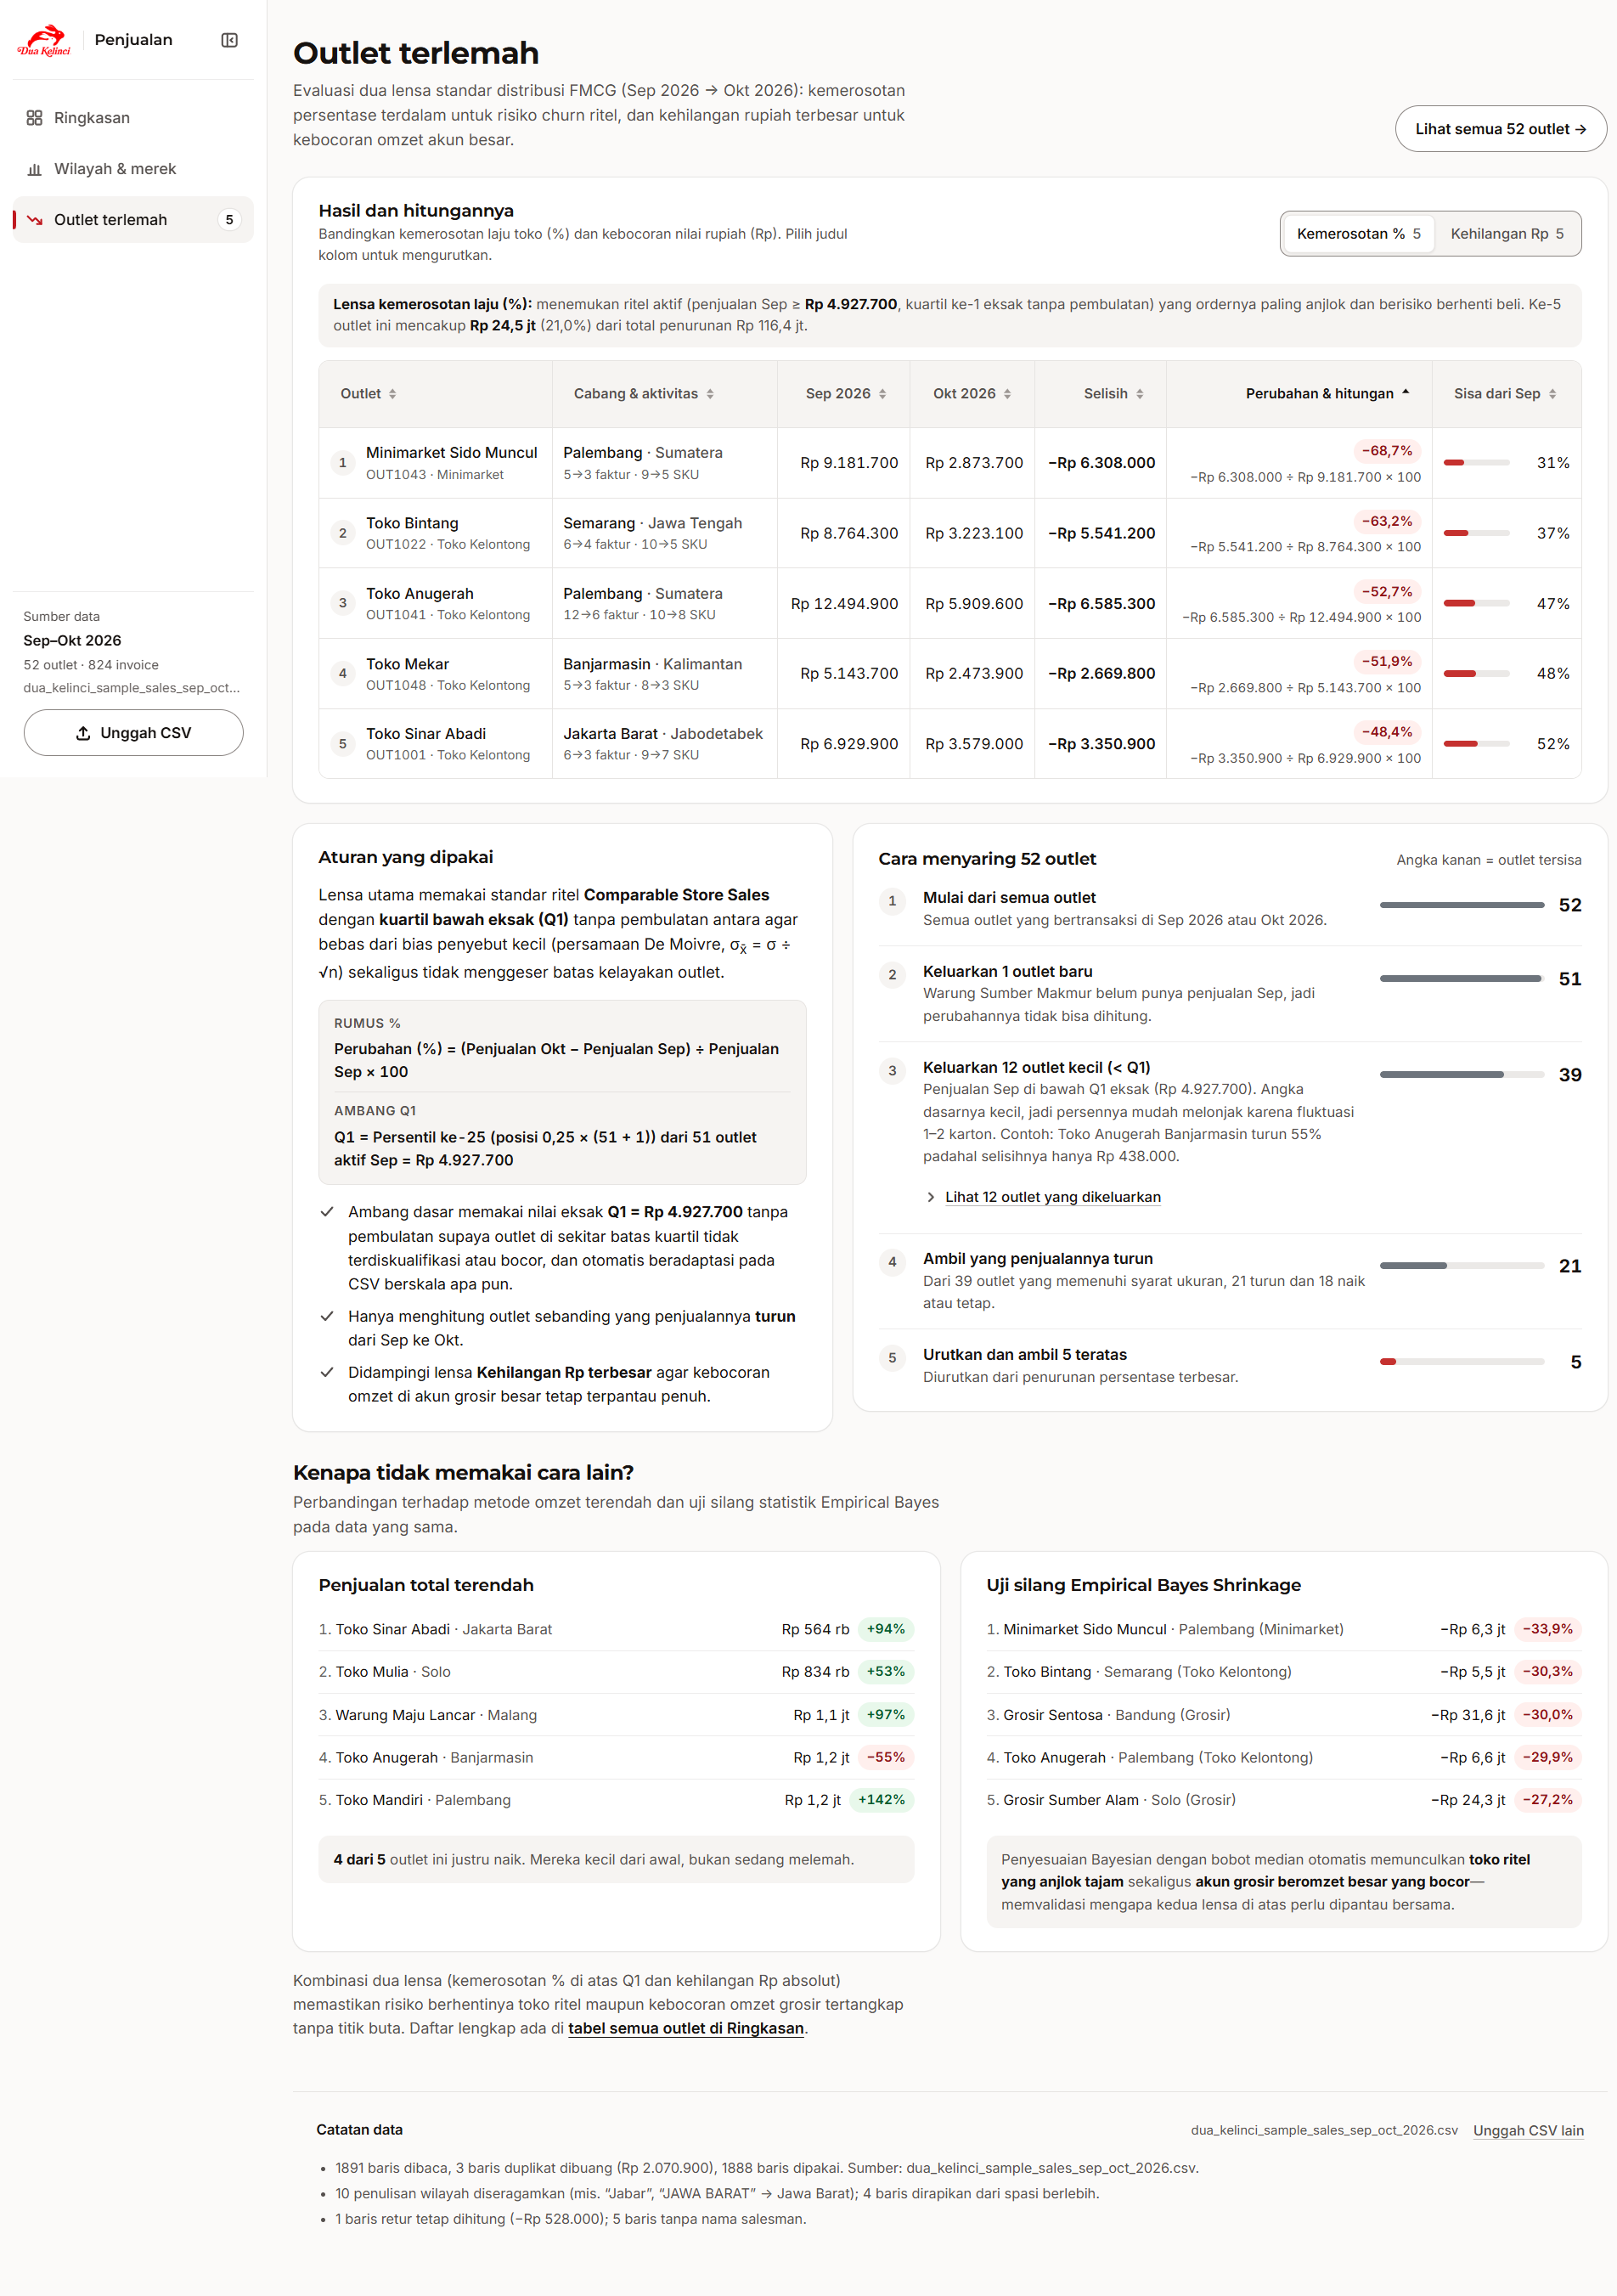 Dua Kelinci
Penjualan
Ringkasan
Wilayah & merek
Outlet terlemah 5
Sumber data
Sep–Okt 2026
52 outlet · 824 invoice
dua_kelinci_sample_sales_sep_oct...
Unggah CSV
Outlet terlemah
Evaluasi dua lensa standar distribusi FMCG (Sep 2026 → Okt 2026): kemerosotan
persentase terdalam untuk risiko churn ritel, dan kehilangan rupiah terbesar untuk
kebocoran omzet akun besar.
Lihat semua 52 outlet →
Hasil dan hitungannya
Bandingkan kemerosotan laju toko (%) dan kebocoran nilai rupiah (Rp). Pilih judul
kolom untuk mengurutkan.
Kemerosotan % 5 Kehilangan Rp 5
Lensa kemerosotan laju (%): menemukan ritel aktif (penjualan Sep ≥ Rp 4.927.700, kuartil ke-1 eksak tanpa pembulatan) yang ordernya paling anjlok dan berisiko berhenti beli. Ke-5
outlet ini mencakup Rp 24,5 jt (21,0%) dari total penurunan Rp 116,4 jt.
Outlet Cabang & aktivitas Sep 2026 Okt 2026 Selisih Perubahan & hitungan Sisa dari Sep
1 Minimarket Sido Muncul Palembang · Sumatera Rp 9.181.700 Rp 2.873.700 −Rp 6.308.000 −68,7% 31%
OUT1043 · Minimarket 5→3 faktur · 9→5 SKU −Rp 6.308.000 ÷ Rp 9.181.700 × 100
2 Toko Bintang Semarang · Jawa Tengah Rp 8.764.300 Rp 3.223.100 −Rp 5.541.200 −63,2% 37%
OUT1022 · Toko Kelontong 6→4 faktur · 10→5 SKU −Rp 5.541.200 ÷ Rp 8.764.300 × 100
3 Toko Anugerah Palembang · Sumatera Rp 12.494.900 Rp 5.909.600 −Rp 6.585.300 −52,7% 47%
OUT1041 · Toko Kelontong 12→6 faktur · 10→8 SKU −Rp 6.585.300 ÷ Rp 12.494.900 × 100
4 Toko Mekar Banjarmasin · Kalimantan Rp 5.143.700 Rp 2.473.900 −Rp 2.669.800 −51,9% 48%
OUT1048 · Toko Kelontong 5→3 faktur · 8→3 SKU −Rp 2.669.800 ÷ Rp 5.143.700 × 100
5 Toko Sinar Abadi Jakarta Barat · Jabodetabek Rp 6.929.900 Rp 3.579.000 −Rp 3.350.900 −48,4% 52%
OUT1001 · Toko Kelontong 6→3 faktur · 9→7 SKU −Rp 3.350.900 ÷ Rp 6.929.900 × 100
Aturan yang dipakai
Lensa utama memakai standar ritel Comparable Store Sales
dengan kuartil bawah eksak (Q1) tanpa pembulatan antara agar
bebas dari bias penyebut kecil (persamaan De Moivre, σx̄ = σ ÷
√n) sekaligus tidak menggeser batas kelayakan outlet.
RUMUS %
Perubahan (%) = (Penjualan Okt − Penjualan Sep) ÷ Penjualan
Sep × 100
AMBANG Q1
Q1 = Persentil ke-25 (posisi 0,25 × (51 + 1)) dari 51 outlet
aktif Sep = Rp 4.927.700
Ambang dasar memakai nilai eksak Q1 = Rp 4.927.700 tanpa
pembulatan supaya outlet di sekitar batas kuartil tidak
terdiskualifikasi atau bocor, dan otomatis beradaptasi pada
CSV berskala apa pun.
Hanya menghitung outlet sebanding yang penjualannya turun
dari Sep ke Okt.
Didampingi lensa Kehilangan Rp terbesar agar kebocoran
omzet di akun grosir besar tetap terpantau penuh.
Cara menyaring 52 outlet
Angka kanan = outlet tersisa
1 Mulai dari semua outlet 52
Semua outlet yang bertransaksi di Sep 2026 atau Okt 2026.
2 Keluarkan 1 outlet baru 51
Warung Sumber Makmur belum punya penjualan Sep, jadi
perubahannya tidak bisa dihitung.
3 Keluarkan 12 outlet kecil (< Q1) 39
Penjualan Sep di bawah Q1 eksak (Rp 4.927.700). Angka
dasarnya kecil, jadi persennya mudah melonjak karena fluktuasi
1–2 karton. Contoh: Toko Anugerah Banjarmasin turun 55%
padahal selisihnya hanya Rp 438.000.
Lihat 12 outlet yang dikeluarkan
4 Ambil yang penjualannya turun 21
Dari 39 outlet yang memenuhi syarat ukuran, 21 turun dan 18 naik
atau tetap.
5 Urutkan dan ambil 5 teratas 5
Diurutkan dari penurunan persentase terbesar.
Kenapa tidak memakai cara lain?
Perbandingan terhadap metode omzet terendah dan uji silang statistik Empirical Bayes
pada data yang sama.
Penjualan total terendah
1. Toko Sinar Abadi · Jakarta Barat Rp 564 rb +94%
2. Toko Mulia · Solo Rp 834 rb +53%
3. Warung Maju Lancar · Malang Rp 1,1 jt +97%
4. Toko Anugerah · Banjarmasin Rp 1,2 jt −55%
5. Toko Mandiri · Palembang Rp 1,2 jt +142%
4 dari 5 outlet ini justru naik. Mereka kecil dari awal, bukan sedang melemah.
Uji silang Empirical Bayes Shrinkage
1. Minimarket Sido Muncul · Palembang (Minimarket) −Rp 6,3 jt −33,9%
2. Toko Bintang · Semarang (Toko Kelontong) −Rp 5,5 jt −30,3%
3. Grosir Sentosa · Bandung (Grosir) −Rp 31,6 jt −30,0%
4. Toko Anugerah · Palembang (Toko Kelontong) −Rp 6,6 jt −29,9%
5. Grosir Sumber Alam · Solo (Grosir) −Rp 24,3 jt −27,2%
Penyesuaian Bayesian dengan bobot median otomatis memunculkan toko ritel
yang anjlok tajam sekaligus akun grosir beromzet besar yang bocor—
memvalidasi mengapa kedua lensa di atas perlu dipantau bersama.
Kombinasi dua lensa (kemerosotan % di atas Q1 dan kehilangan Rp absolut)
memastikan risiko berhentinya toko ritel maupun kebocoran omzet grosir tertangkap
tanpa titik buta. Daftar lengkap ada di tabel semua outlet di Ringkasan.
Catatan data
dua_kelinci_sample_sales_sep_oct_2026.csv Unggah CSV lain
• 1891 baris dibaca, 3 baris duplikat dibuang (Rp 2.070.900), 1888 baris dipakai. Sumber: dua_kelinci_sample_sales_sep_oct_2026.csv.
• 10 penulisan wilayah diseragamkan (mis. “Jabar”, “JAWA BARAT” → Jawa Barat); 4 baris dirapikan dari spasi berlebih.
• 1 baris retur tetap dihitung (−Rp 528.000); 5 baris tanpa nama salesman.